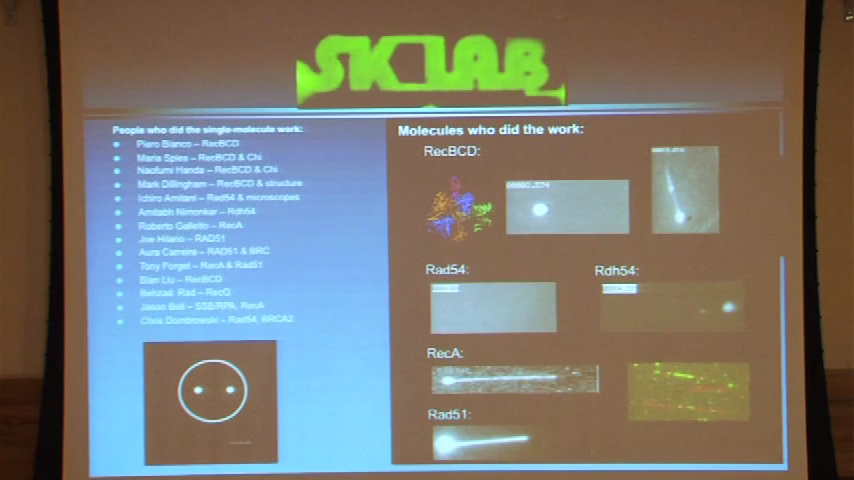 SK LAB
People who did the single-molecule work:
Piero Bianco – RecBCD
Maria Spies – RecBCD & Chi
Naofumi Handa – RecBCD & Chi
Mark Dillingham – RecBCD & structure
Ichiro Amitani – Rad54 & microscopes
Amitabh Nimonkar – Rdh54
Roberto Galletto – RecA
Joe Hilario – RAD51
Aura Carreira – RAD51 & BRC
Tony Forget – RecA & Rad51
Bian Liu – RecBCD
Behzad Rad – RecQ
Jason Bell – SSB/RPA, RecA
Chris Dombrowski – Rad54, BRCA2
Molecules who did the work:
RecBCD:
Rad54:
Rdh54:
RecA:
Rad51: